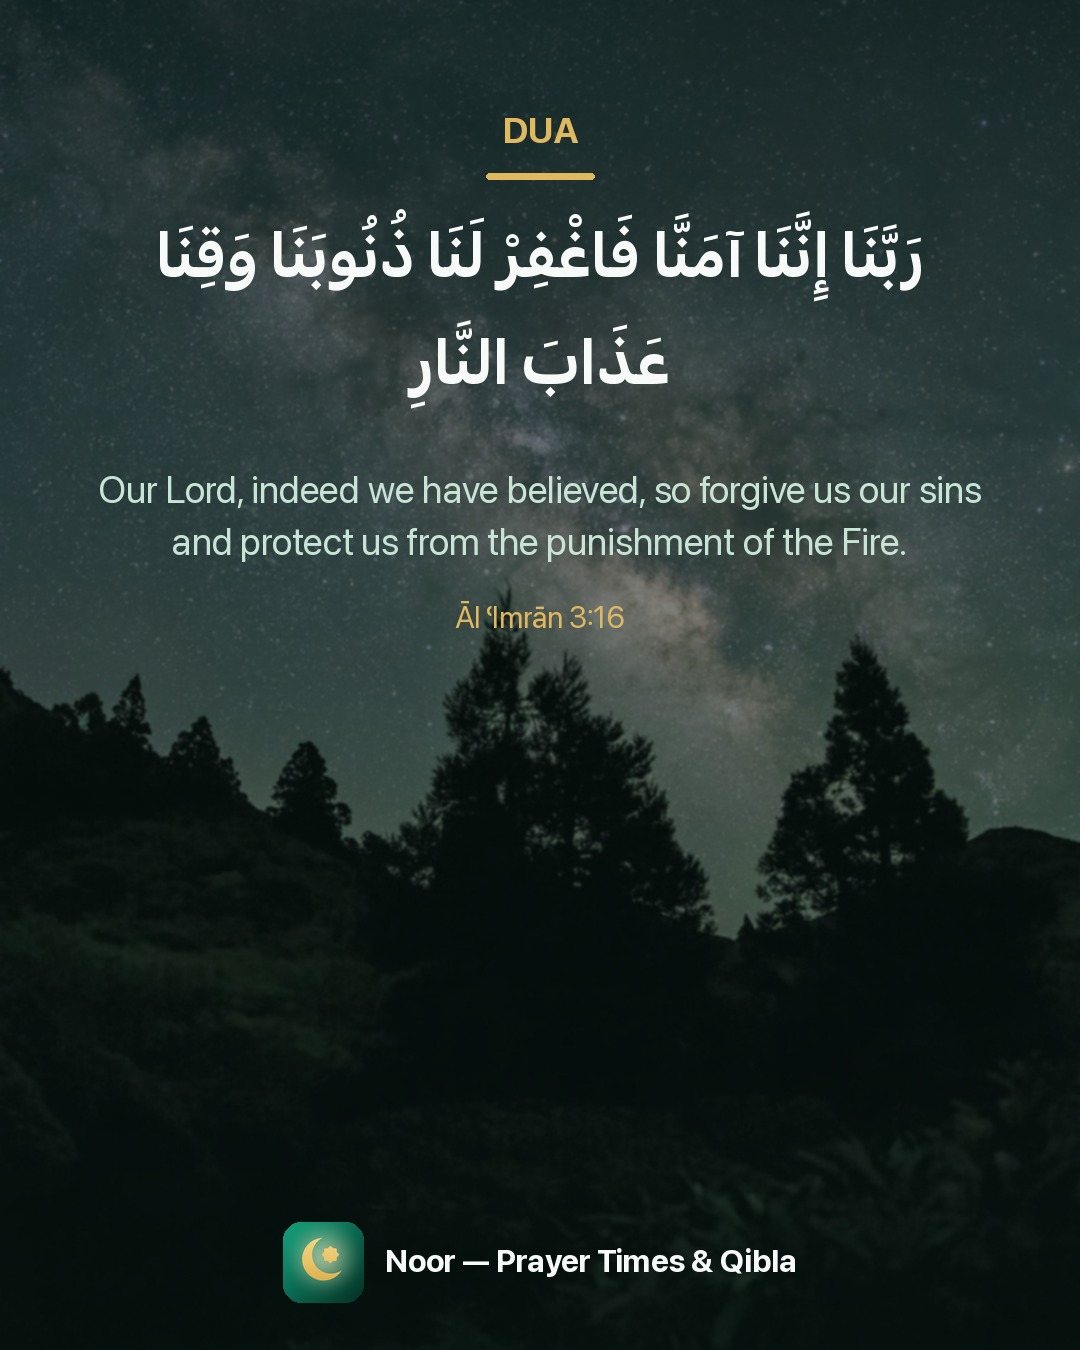 DUA
رَبَّنَا إِنَّنَا آمَنَّا فَاغْفِرْ لَنَا ذُنُوبَنَا وَقِنَا
عَذَابَ النَّارِ
Our Lord, indeed we have believed, so forgive us our sins
and protect us from the punishment of the Fire.
Āl ʿImrān 3:16
Noor — Prayer Times & Qibla